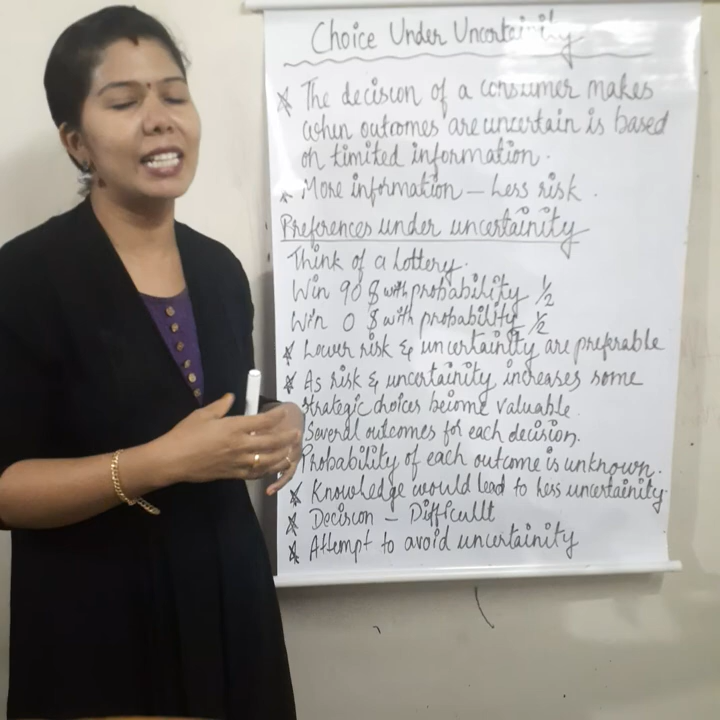 Choice Under Uncertainity
* The decision of a consumer makes
when outcomes are uncertain is based
on limited information.
* More information - Less risk.
Preferences under uncertainity
Think of a lottery.
Win 90 $ with probability 1/2
Win 0 $ with probability 1/2
* Lower risk & uncertainity are preferable
* As risk & uncertainity increases some
strategic choices become valuable.
Several outcomes for each decision.
Probability of each outcome is unknown.
* Knowledge would lead to less uncertainity
* Decision - Difficullt
* Attempt to avoid uncertainity